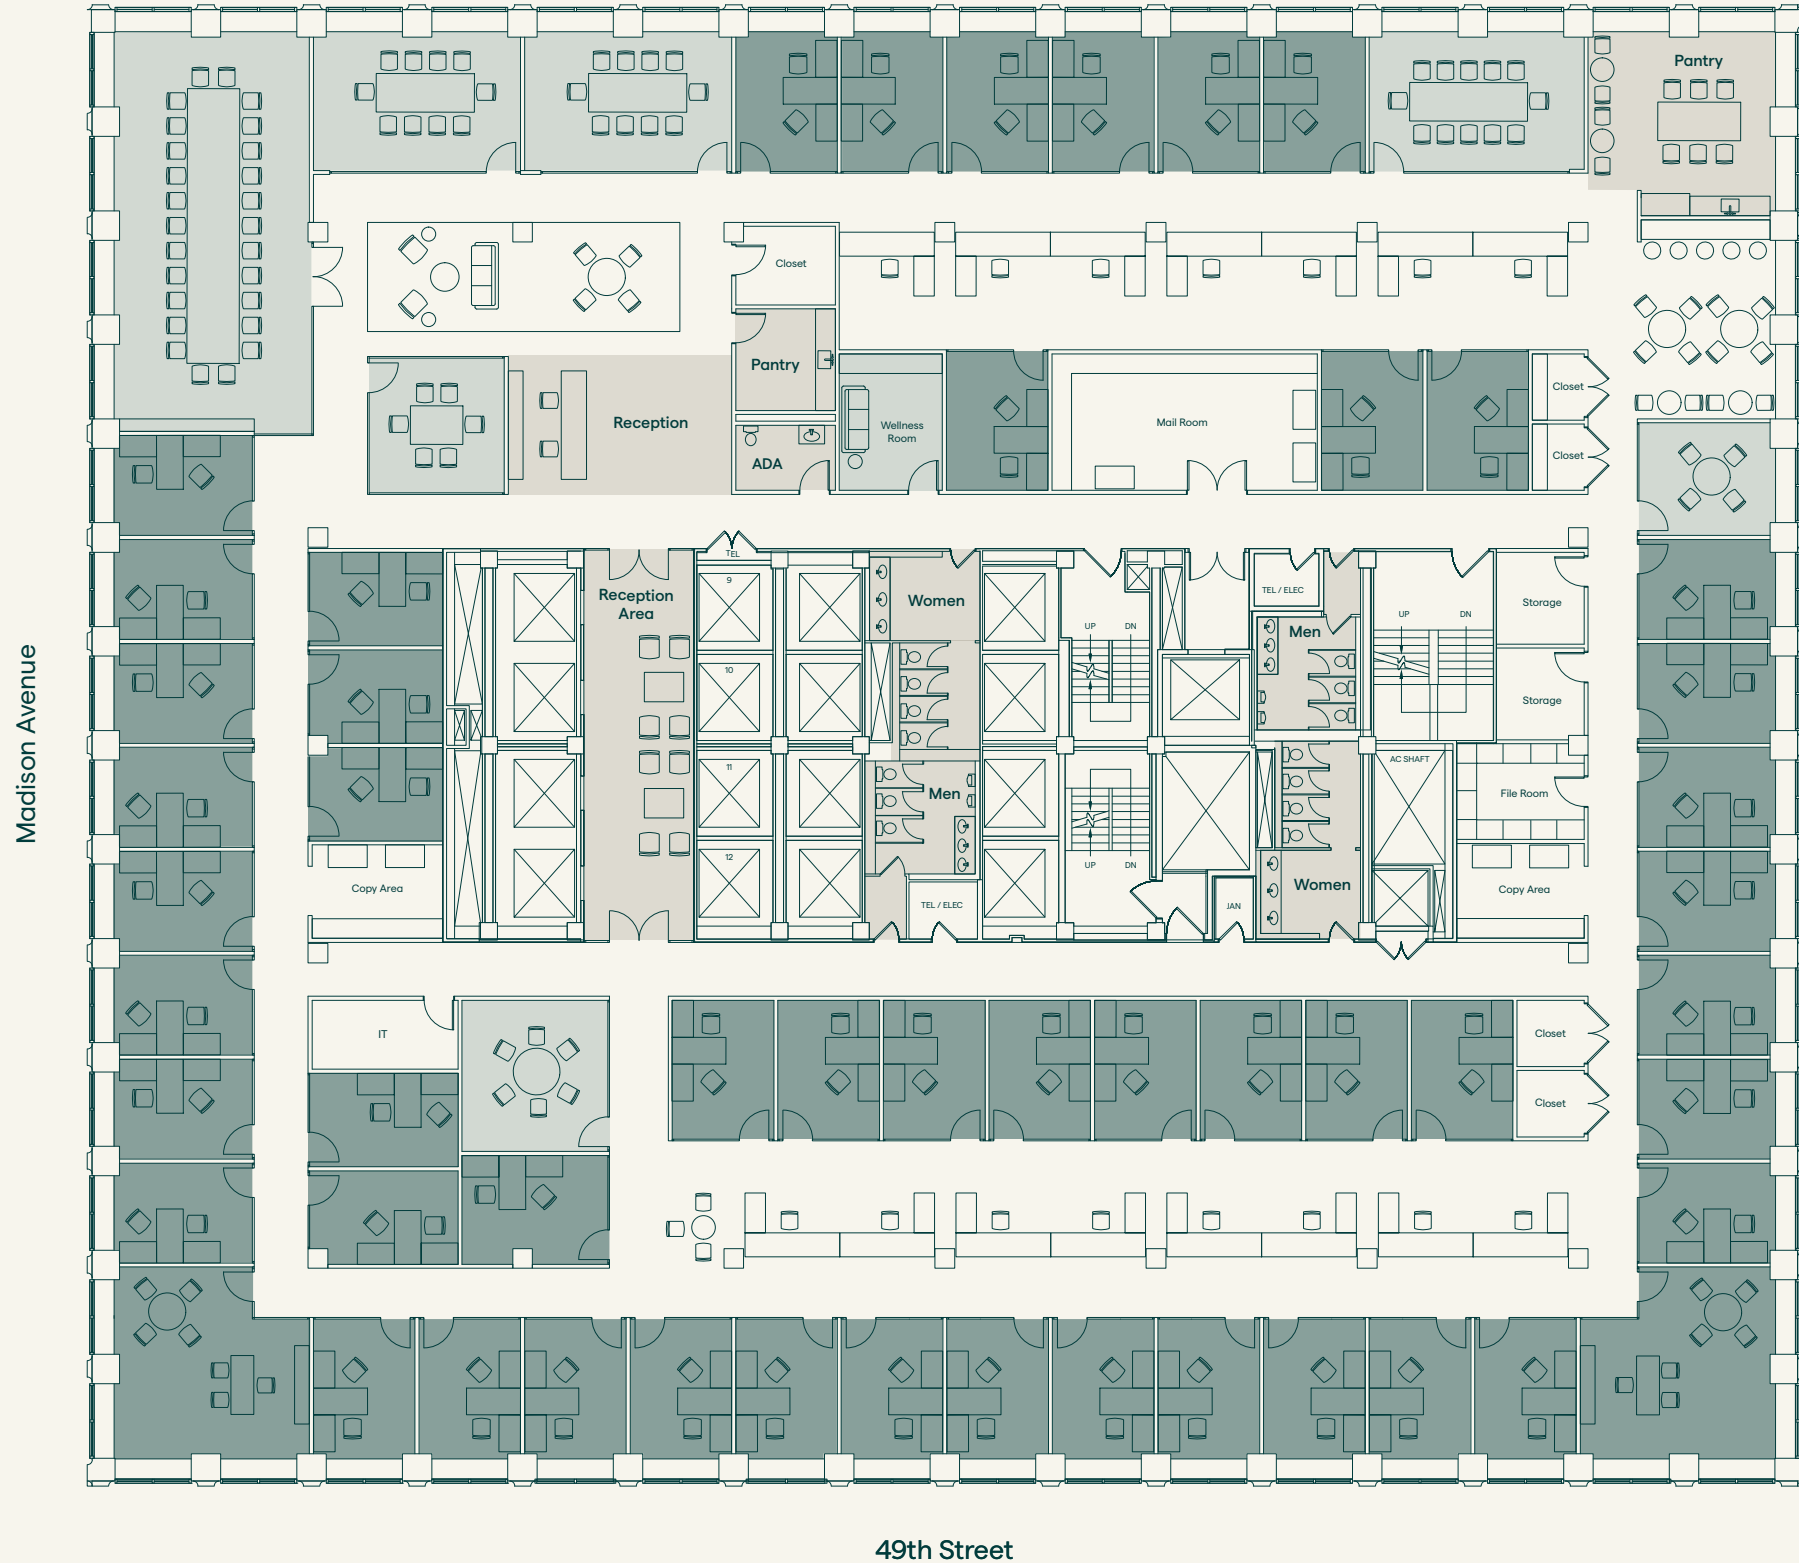 Pantry
Closet
Pantry
Reception
ADA
Wellness
Room
Mail Room
Closet
Closet
TEL
9
Reception
Area
Women
UP
DN
TEL / ELEC
Men
UP
DN
Storage
10
Storage
11
Men
AC SHAFT
File Room
12
UP
DN
Copy Area
TEL / ELEC
JAN
Women
Copy Area
IT
Closet
Closet
Madison Avenue
49th Street